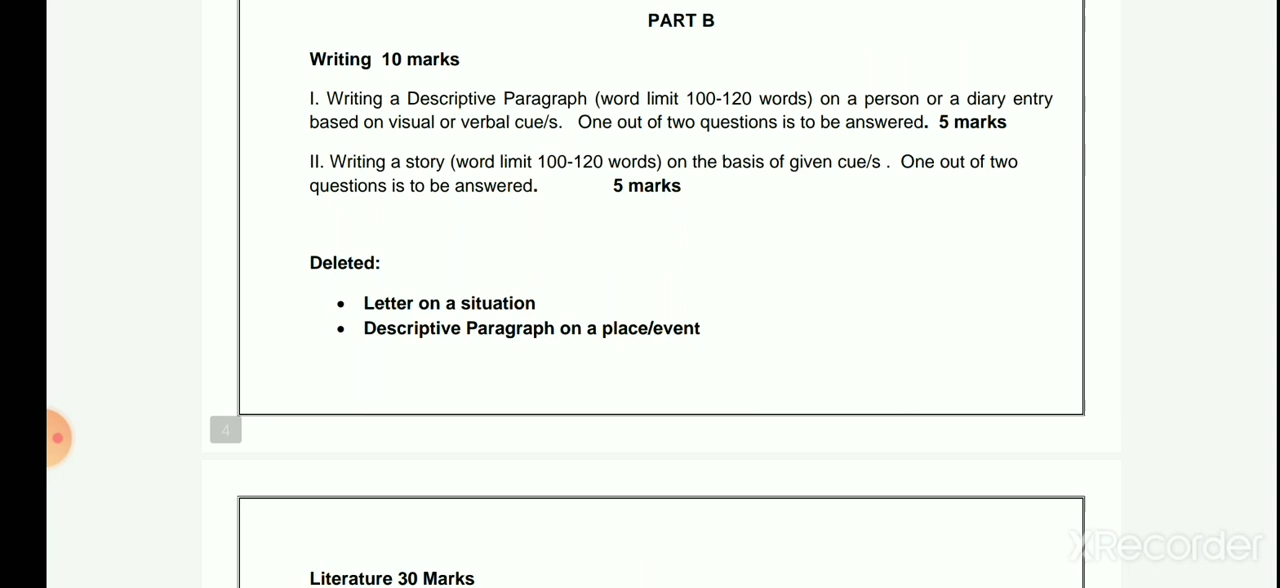 PART B
Writing 10 marks
I. Writing a Descriptive Paragraph (word limit 100-120 words) on a person or a diary entry
based on visual or verbal cue/s. One out of two questions is to be answered. 5 marks
II. Writing a story (word limit 100-120 words) on the basis of given cue/s . One out of two
questions is to be answered. 5 marks
Deleted:
• Letter on a situation
• Descriptive Paragraph on a place/event
4
XRecorder
Literature 30 Marks